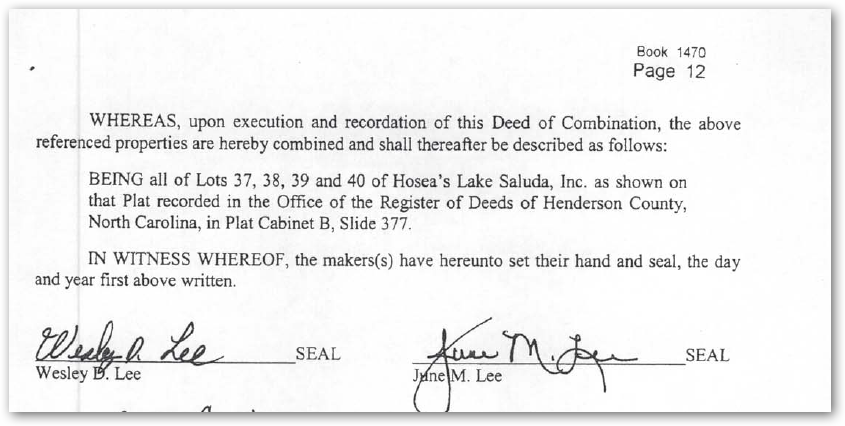 Book 1470
Page 12
WHEREAS, upon execution and recordation of this Deed of Combination, the above
referenced properties are hereby combined and shall thereafter be described as follows:
BEING all of Lots 37, 38, 39 and 40 of Hosea's Lake Saluda, Inc. as shown on
that Plat recorded in the Office of the Register of Deeds of Henderson County,
North Carolina, in Plat Cabinet B, Slide 377.
IN WITNESS WHEREOF, the makers(s) have hereunto set their hand and seal, the day
and year first above written.
Wesley D. Lee SEAL June M. Lee SEAL
Wesley D. Lee June M. Lee